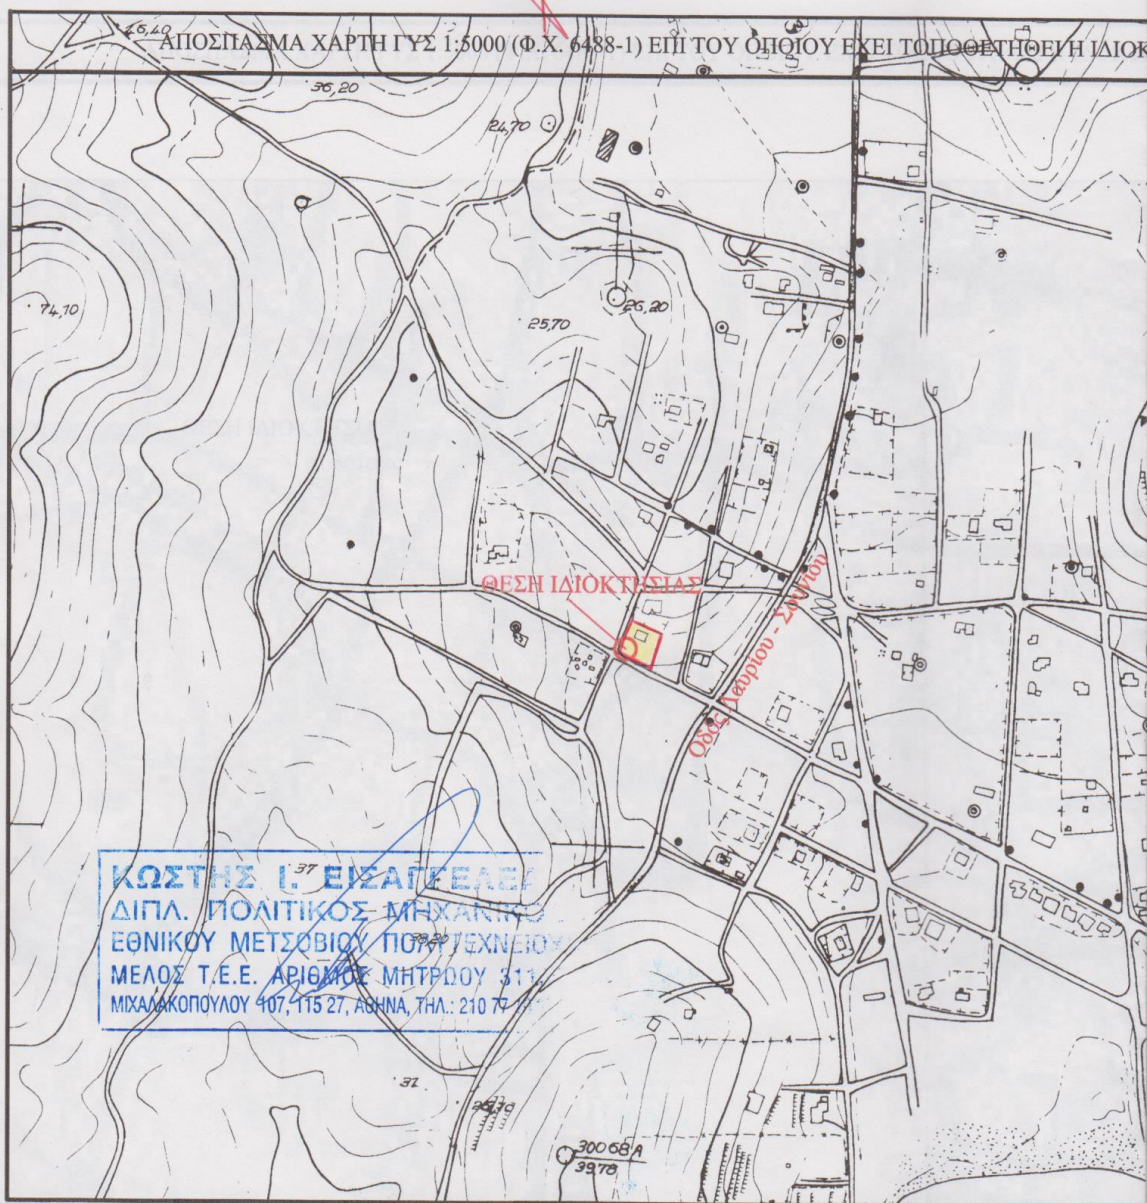 ΑΠΟΣΠΑΣΜΑ ΧΑΡΤΗ ΓΥΣ 1:5000 (Φ.Χ. 6488-1) ΕΠΙ ΤΟΥ ΟΠΟΙΟΥ ΕΧΕΙ ΤΟΠΟΘΕΤΗΘΕΙ Η ΙΔΙΟΚ
46,40
36,20
24,70
74,10
26,20
25,70
ΘΕΣΗ ΙΔΙΟΚΤΗΣΙΑΣ
Οδός Λαυρίου - Σουνίου
37
ΚΩΣΤΗΣ Ι. ΕΙΣΑΓΓΕΛΕΑ
ΔΙΠΛ. ΠΟΛΙΤΙΚΟΣ ΜΗΧΑΝΙΚΟ
ΕΘΝΙΚΟΥ ΜΕΤΣΟΒΙΟΥ ΠΟΛΥΤΕΧΝΕΙΟΥ
ΜΕΛΟΣ Τ.Ε.Ε. ΑΡΙΘΜΟΣ ΜΗΤΡΩΟΥ 311
ΜΙΧΑΛΑΚΟΠΟΥΛΟΥ 107, 115 27, ΑΘΗΝΑ, ΤΗΛ.: 210 77
31
30068Α
39,78